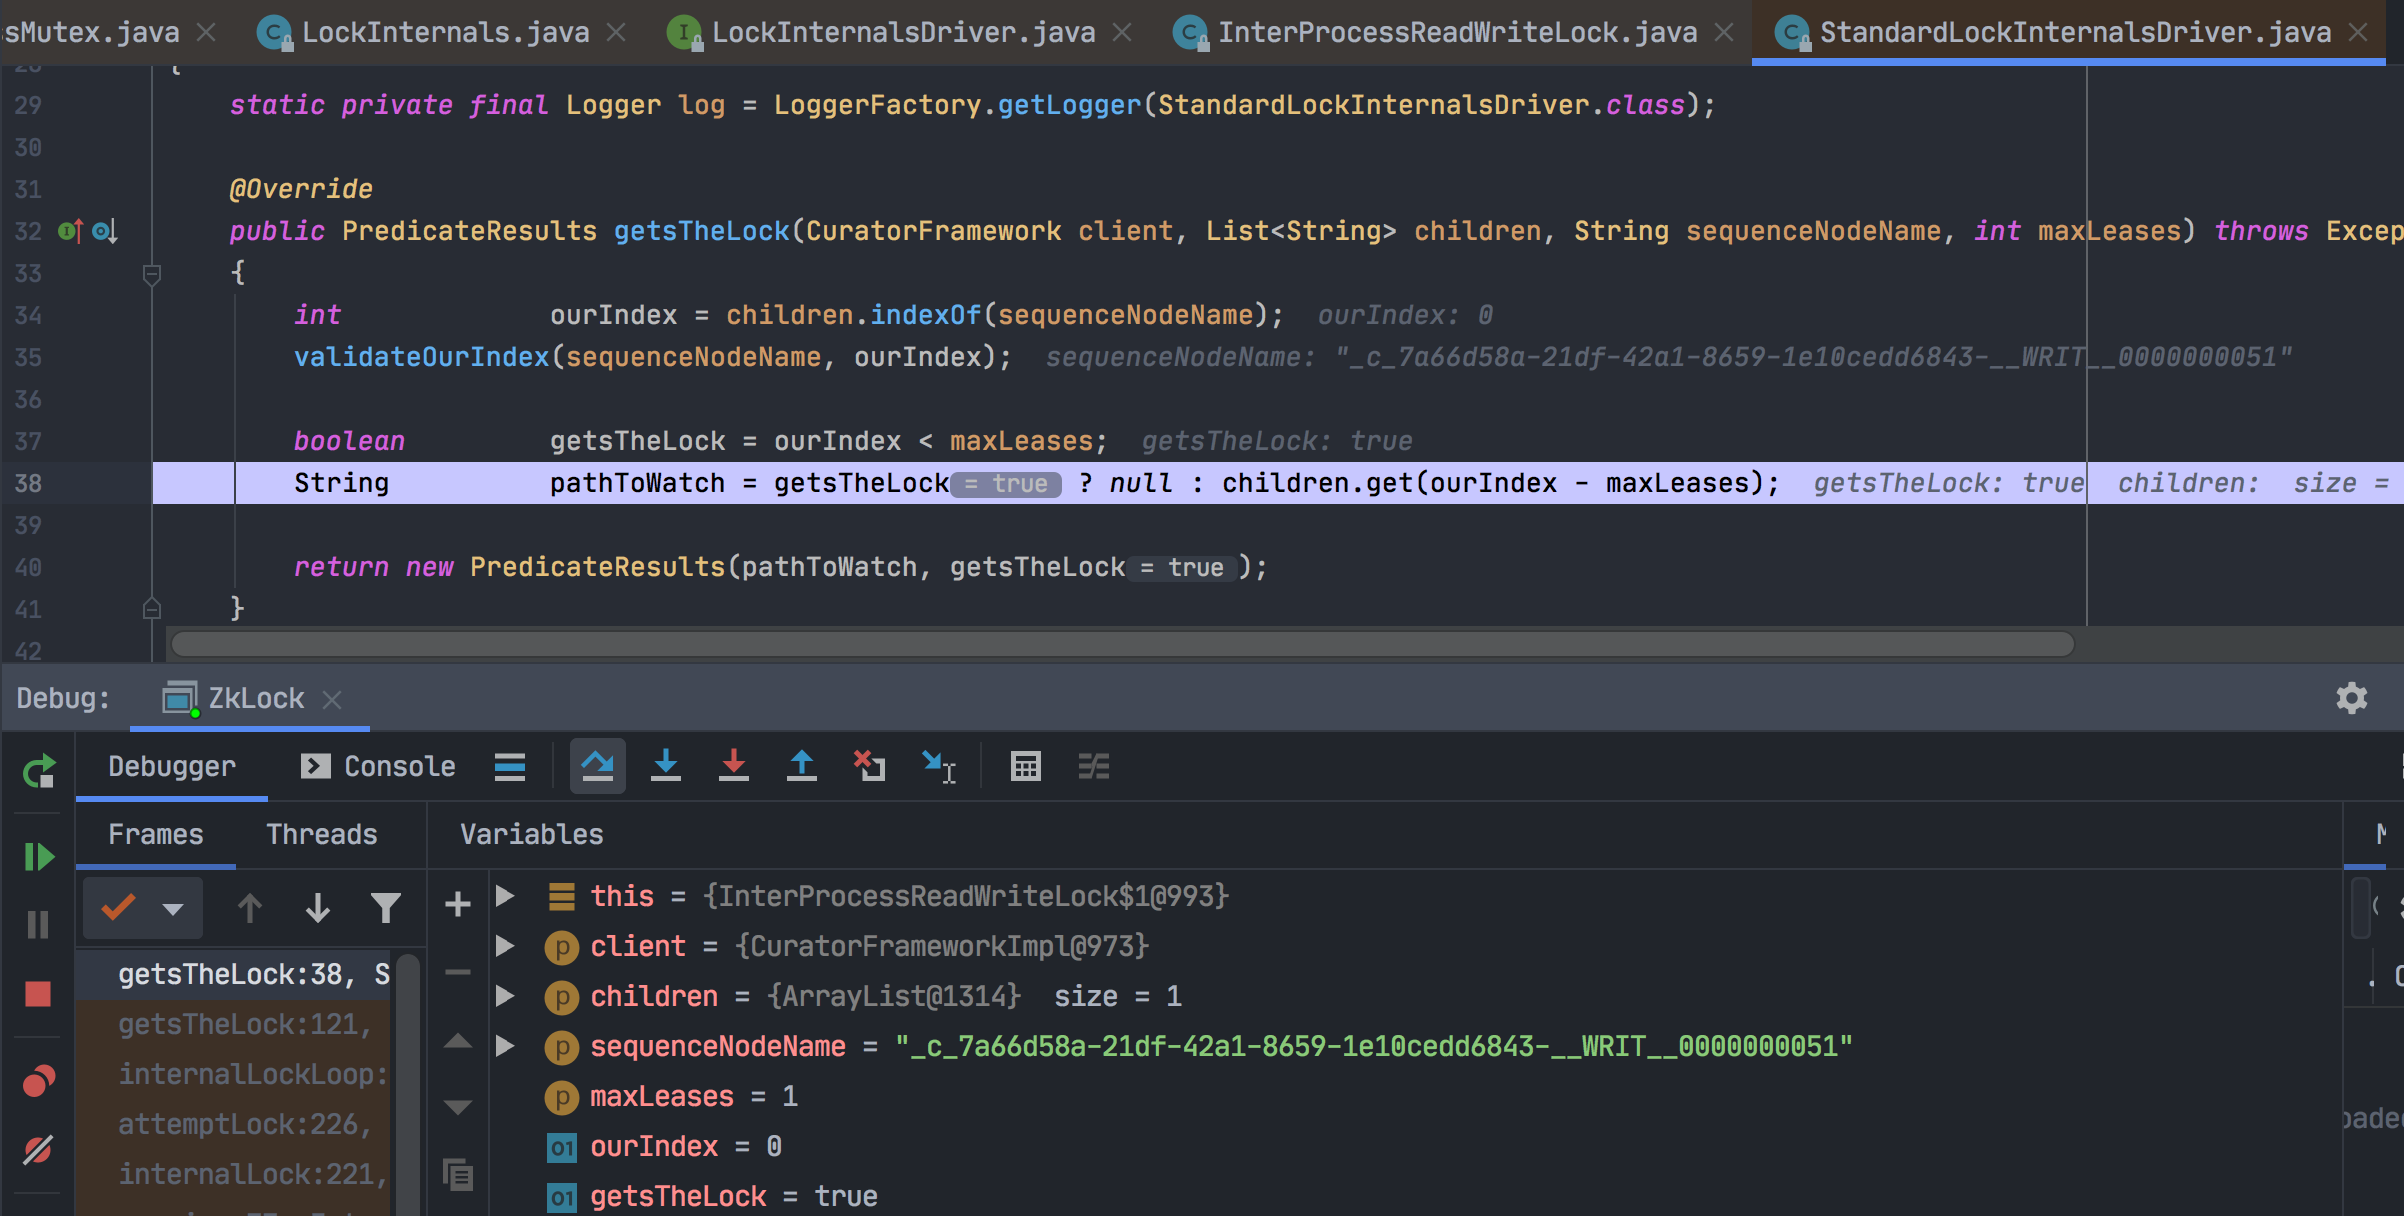 sMutex.java LockInternals.java LockInternalsDriver.java InterProcessReadWriteLock.java StandardLockInternalsDriver.java
{
29 static private final Logger log = LoggerFactory.getLogger(StandardLockInternalsDriver.class);
30
31 @Override
32 public PredicateResults getsTheLock(CuratorFramework client, List<String> children, String sequenceNodeName, int maxLeases) throws Excep
33 {
34 int ourIndex = children.indexOf(sequenceNodeName); ourIndex: 0
35 validateOurIndex(sequenceNodeName, ourIndex); sequenceNodeName: "_c_7a66d58a-21df-42a1-8659-1e10cedd6843-__WRIT__0000000051"
36
37 boolean getsTheLock = ourIndex < maxLeases; getsTheLock: true
38 String pathToWatch = getsTheLock = true ? null : children.get(ourIndex - maxLeases); getsTheLock: true children: size =
39
40 return new PredicateResults(pathToWatch, getsTheLock = true );
41 }
42
Debug: ZkLock
Debugger Console
Frames Threads Variables
this = {InterProcessReadWriteLock$1@993}
client = {CuratorFrameworkImpl@973}
getsTheLock:38, S children = {ArrayList@1314} size = 1
getsTheLock:121, sequenceNodeName = "_c_7a66d58a-21df-42a1-8659-1e10cedd6843-__WRIT__0000000051"
internalLockLoop: maxLeases = 1
attemptLock:226, ourIndex = 0
internalLock:221, getsTheLock = true